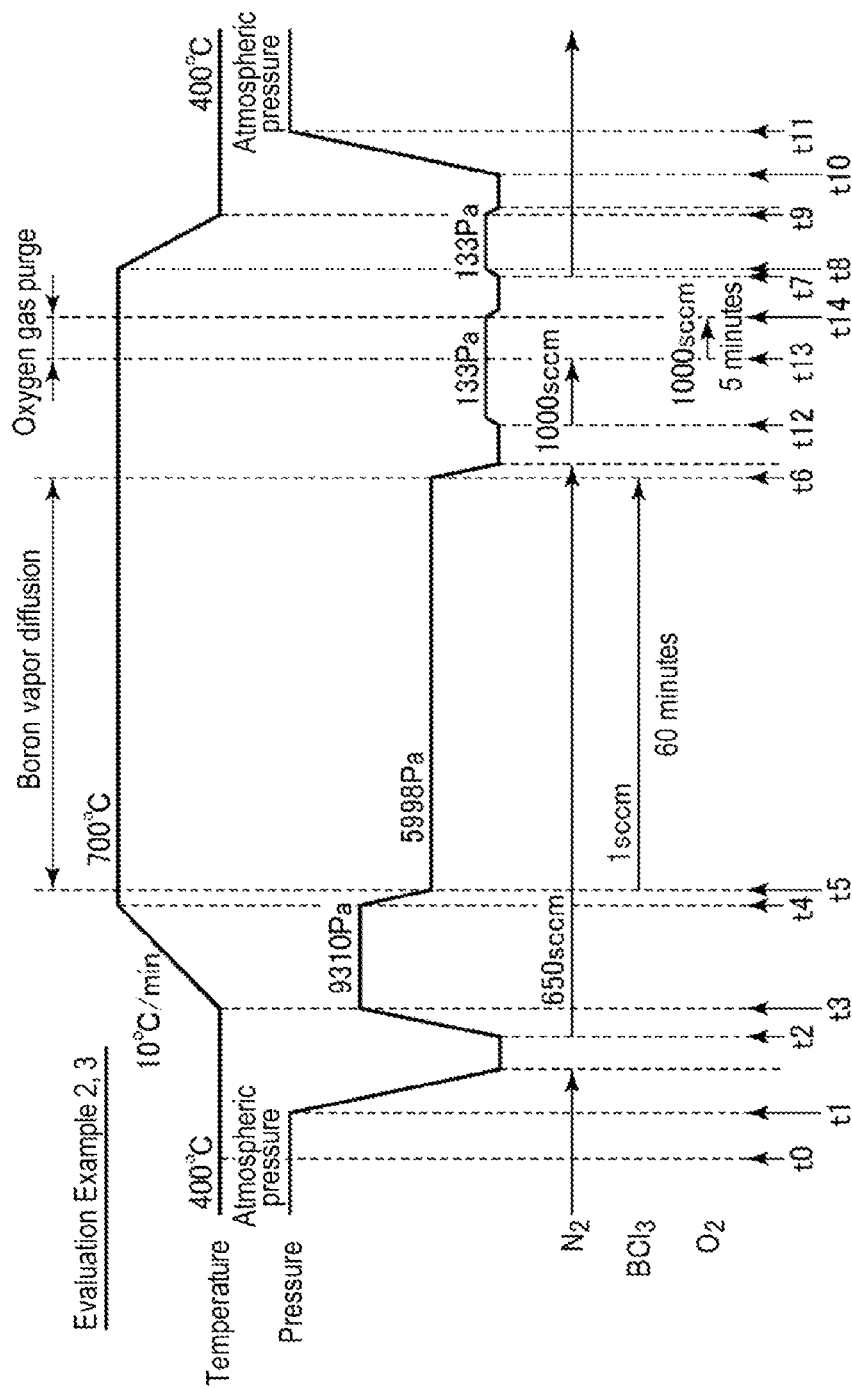 Evaluation Example 2, 3
Boron vapor diffusion
Oxygen gas purge
Temperature
400°C
10°C/min
700°C
400°C
Pressure
Atmospheric
pressure
9310Pa
5998Pa
133Pa
133Pa
Atmospheric
pressure
N2
650sccm
1000sccm
BCl3
1sccm
60 minutes
O2
1000sccm
5 minutes
t0
t1
t2
t3
t4
t5
t6
t12
t13
t14
t7
t8
t9
t10
t11